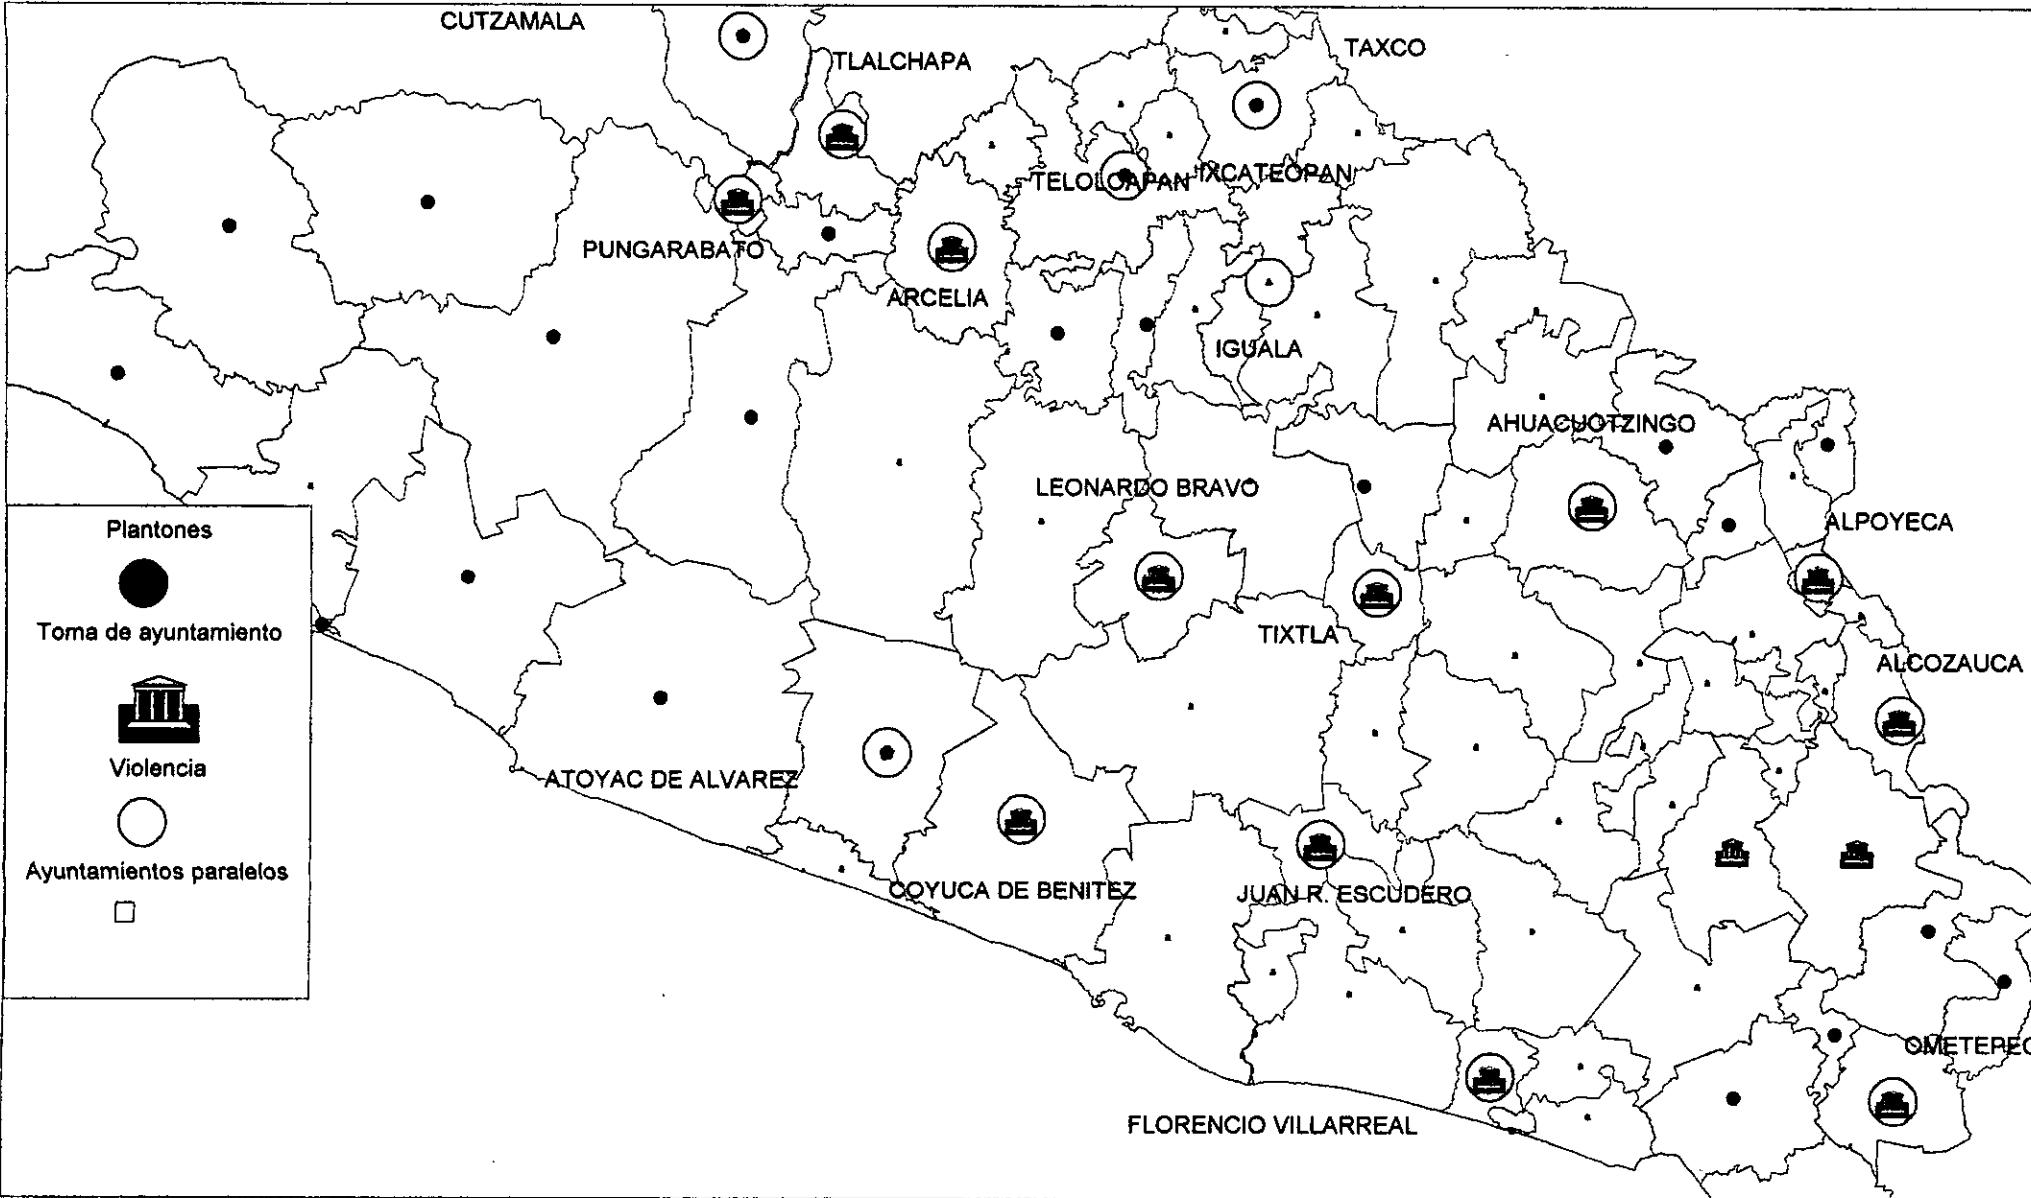 CUTZAMALA
TLALCHAPA
TAXCO
TELOLOAPAN
IXCATEOPAN
PUNGARABATO
ARCELIA
IGUALA
AHUACUOTZINGO
LEONARDO BRAVO
ALPOYECA
TIXTLA
ALCOZAUCA
ATOYAC DE ALVAREZ
COYUCA DE BENITEZ
JUAN R. ESCUDERO
OMETEPEC
FLORENCIO VILLARREAL
Plantones
Toma de ayuntamiento
Violencia
Ayuntamientos paralelos